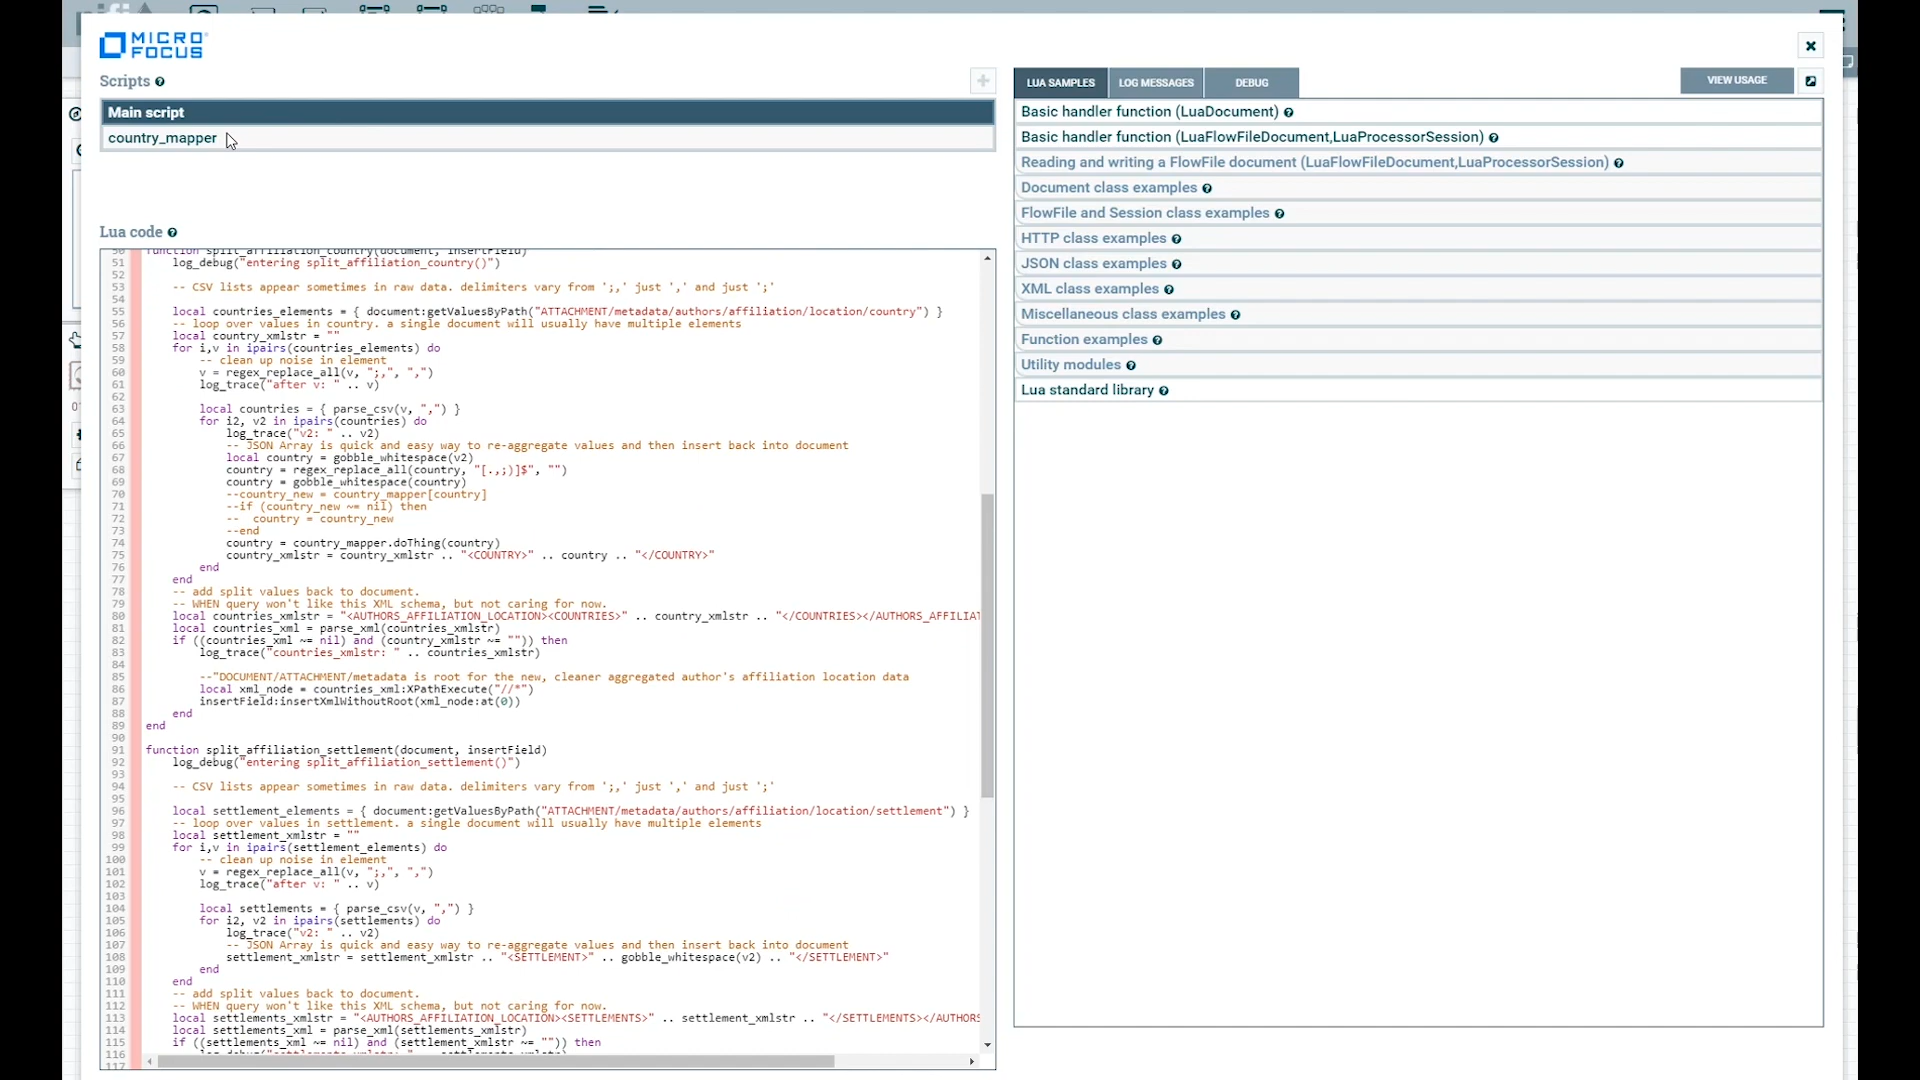 MICRO
FOCUS
Scripts
Main script
country_mapper
Lua code
50 function split_affiliation_country(document, insertField)
51     log_debug("entering split_affiliation_country()")
52
53     -- CSV lists appear sometimes in raw data. delimiters vary from ';,' just ',' and just ';'
54
55     local countries_elements = { document:getValuesByPath("ATTACHMENT/metadata/authors/affiliation/location/country") }
56     -- loop over values in country. a single document will usually have multiple elements
57     local country_xmlstr = ""
58     for i,v in ipairs(countries_elements) do
59         -- clean up noise in element
60         v = regex_replace_all(v, ";,", ",")
61         log_trace("after v: " .. v)
62
63         local countries = { parse_csv(v, ",") }
64         for i2, v2 in ipairs(countries) do
65             log_trace("v2: " .. v2)
66             -- JSON Array is quick and easy way to re-aggregate values and then insert back into document
67             local country = gobble_whitespace(v2)
68             country = regex_replace_all(country, "[.,;)]$", "")
69             country = gobble_whitespace(country)
70             --country_new = country_mapper[country]
71             --if (country_new ~= nil) then
72             --  country = country_new
73             --end
74             country = country_mapper.doThing(country)
75             country_xmlstr = country_xmlstr .. "<COUNTRY>" .. country .. "</COUNTRY>"
76         end
77     end
78     -- add split values back to document.
79     -- WHEN query won't like this XML schema, but not caring for now.
80     local countries_xmlstr = "<AUTHORS_AFFILIATION_LOCATION><COUNTRIES>" .. country_xmlstr .. "</COUNTRIES></AUTHORS_AFFILIAT
81     local countries_xml = parse_xml(countries_xmlstr)
82     if ((countries_xml ~= nil) and (country_xmlstr ~= "")) then
83         log_trace("countries_xmlstr: " .. countries_xmlstr)
84
85         --"DOCUMENT/ATTACHMENT/metadata is root for the new, cleaner aggregated author's affiliation location data
86         local xml_node = countries_xml:XPathExecute("//*")
87         insertField:insertXmlWithoutRoot(xml_node:at(0))
88     end
89 end
90
91 function split_affiliation_settlement(document, insertField)
92     log_debug("entering split_affiliation_settlement()")
93
94     -- CSV lists appear sometimes in raw data. delimiters vary from ';,' just ',' and just ';'
95
96     local settlement_elements = { document:getValuesByPath("ATTACHMENT/metadata/authors/affiliation/location/settlement") }
97     -- loop over values in settlement. a single document will usually have multiple elements
98     local settlement_xmlstr = ""
99     for i,v in ipairs(settlement_elements) do
100         -- clean up noise in element
101         v = regex_replace_all(v, ";,", ",")
102         log_trace("after v: " .. v)
103
104         local settlements = { parse_csv(v, ",") }
105         for i2, v2 in ipairs(settlements) do
106             log_trace("v2: " .. v2)
107             -- JSON Array is quick and easy way to re-aggregate values and then insert back into document
108             settlement_xmlstr = settlement_xmlstr .. "<SETTLEMENT>" .. gobble_whitespace(v2) .. "</SETTLEMENT>"
109         end
110     end
111     -- add split values back to document.
112     -- WHEN query won't like this XML schema, but not caring for now.
113     local settlements_xmlstr = "<AUTHORS_AFFILIATION_LOCATION><SETTLEMENTS>" .. settlement_xmlstr .. "</SETTLEMENTS></AUTHORS
114     local settlements_xml = parse_xml(settlements_xmlstr)
115     if ((settlements_xml ~= nil) and (settlement_xmlstr ~= "")) then
116
117
LUA SAMPLES
LOG MESSAGES
DEBUG
VIEW USAGE
Basic handler function (LuaDocument)
Basic handler function (LuaFlowFileDocument,LuaProcessorSession)
Reading and writing a FlowFile document (LuaFlowFileDocument,LuaProcessorSession)
Document class examples
FlowFile and Session class examples
HTTP class examples
JSON class examples
XML class examples
Miscellaneous class examples
Function examples
Utility modules
Lua standard library